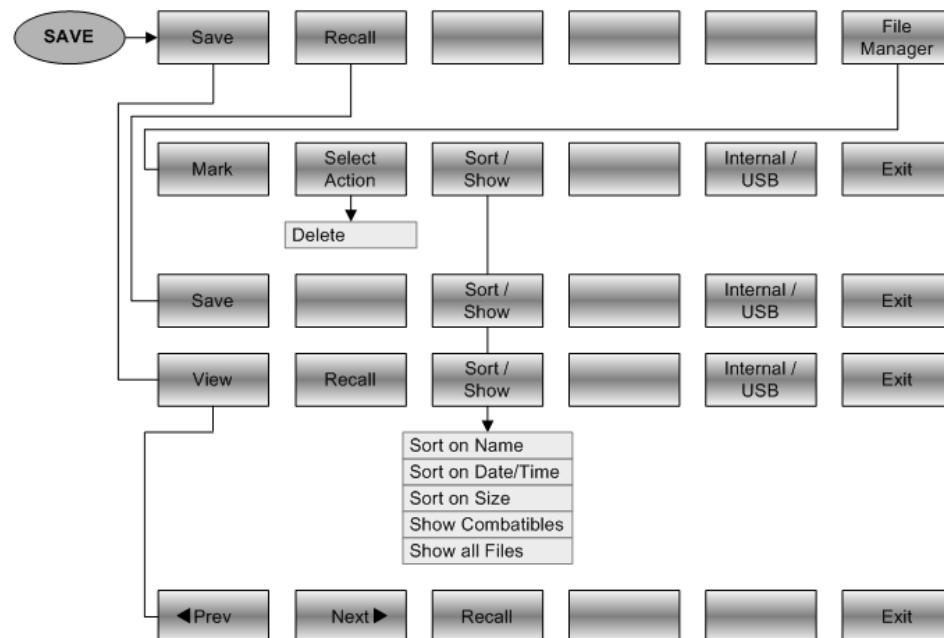 SAVE
Save
Recall
File
Manager
Mark
Select
Action
Sort /
Show
Internal /
USB
Exit
Delete
Save
Sort /
Show
Internal /
USB
Exit
View
Recall
Sort /
Show
Internal /
USB
Exit
Sort on Name
Sort on Date/Time
Sort on Size
Show Combatibles
Show all Files
◀Prev
Next▶
Recall
Exit